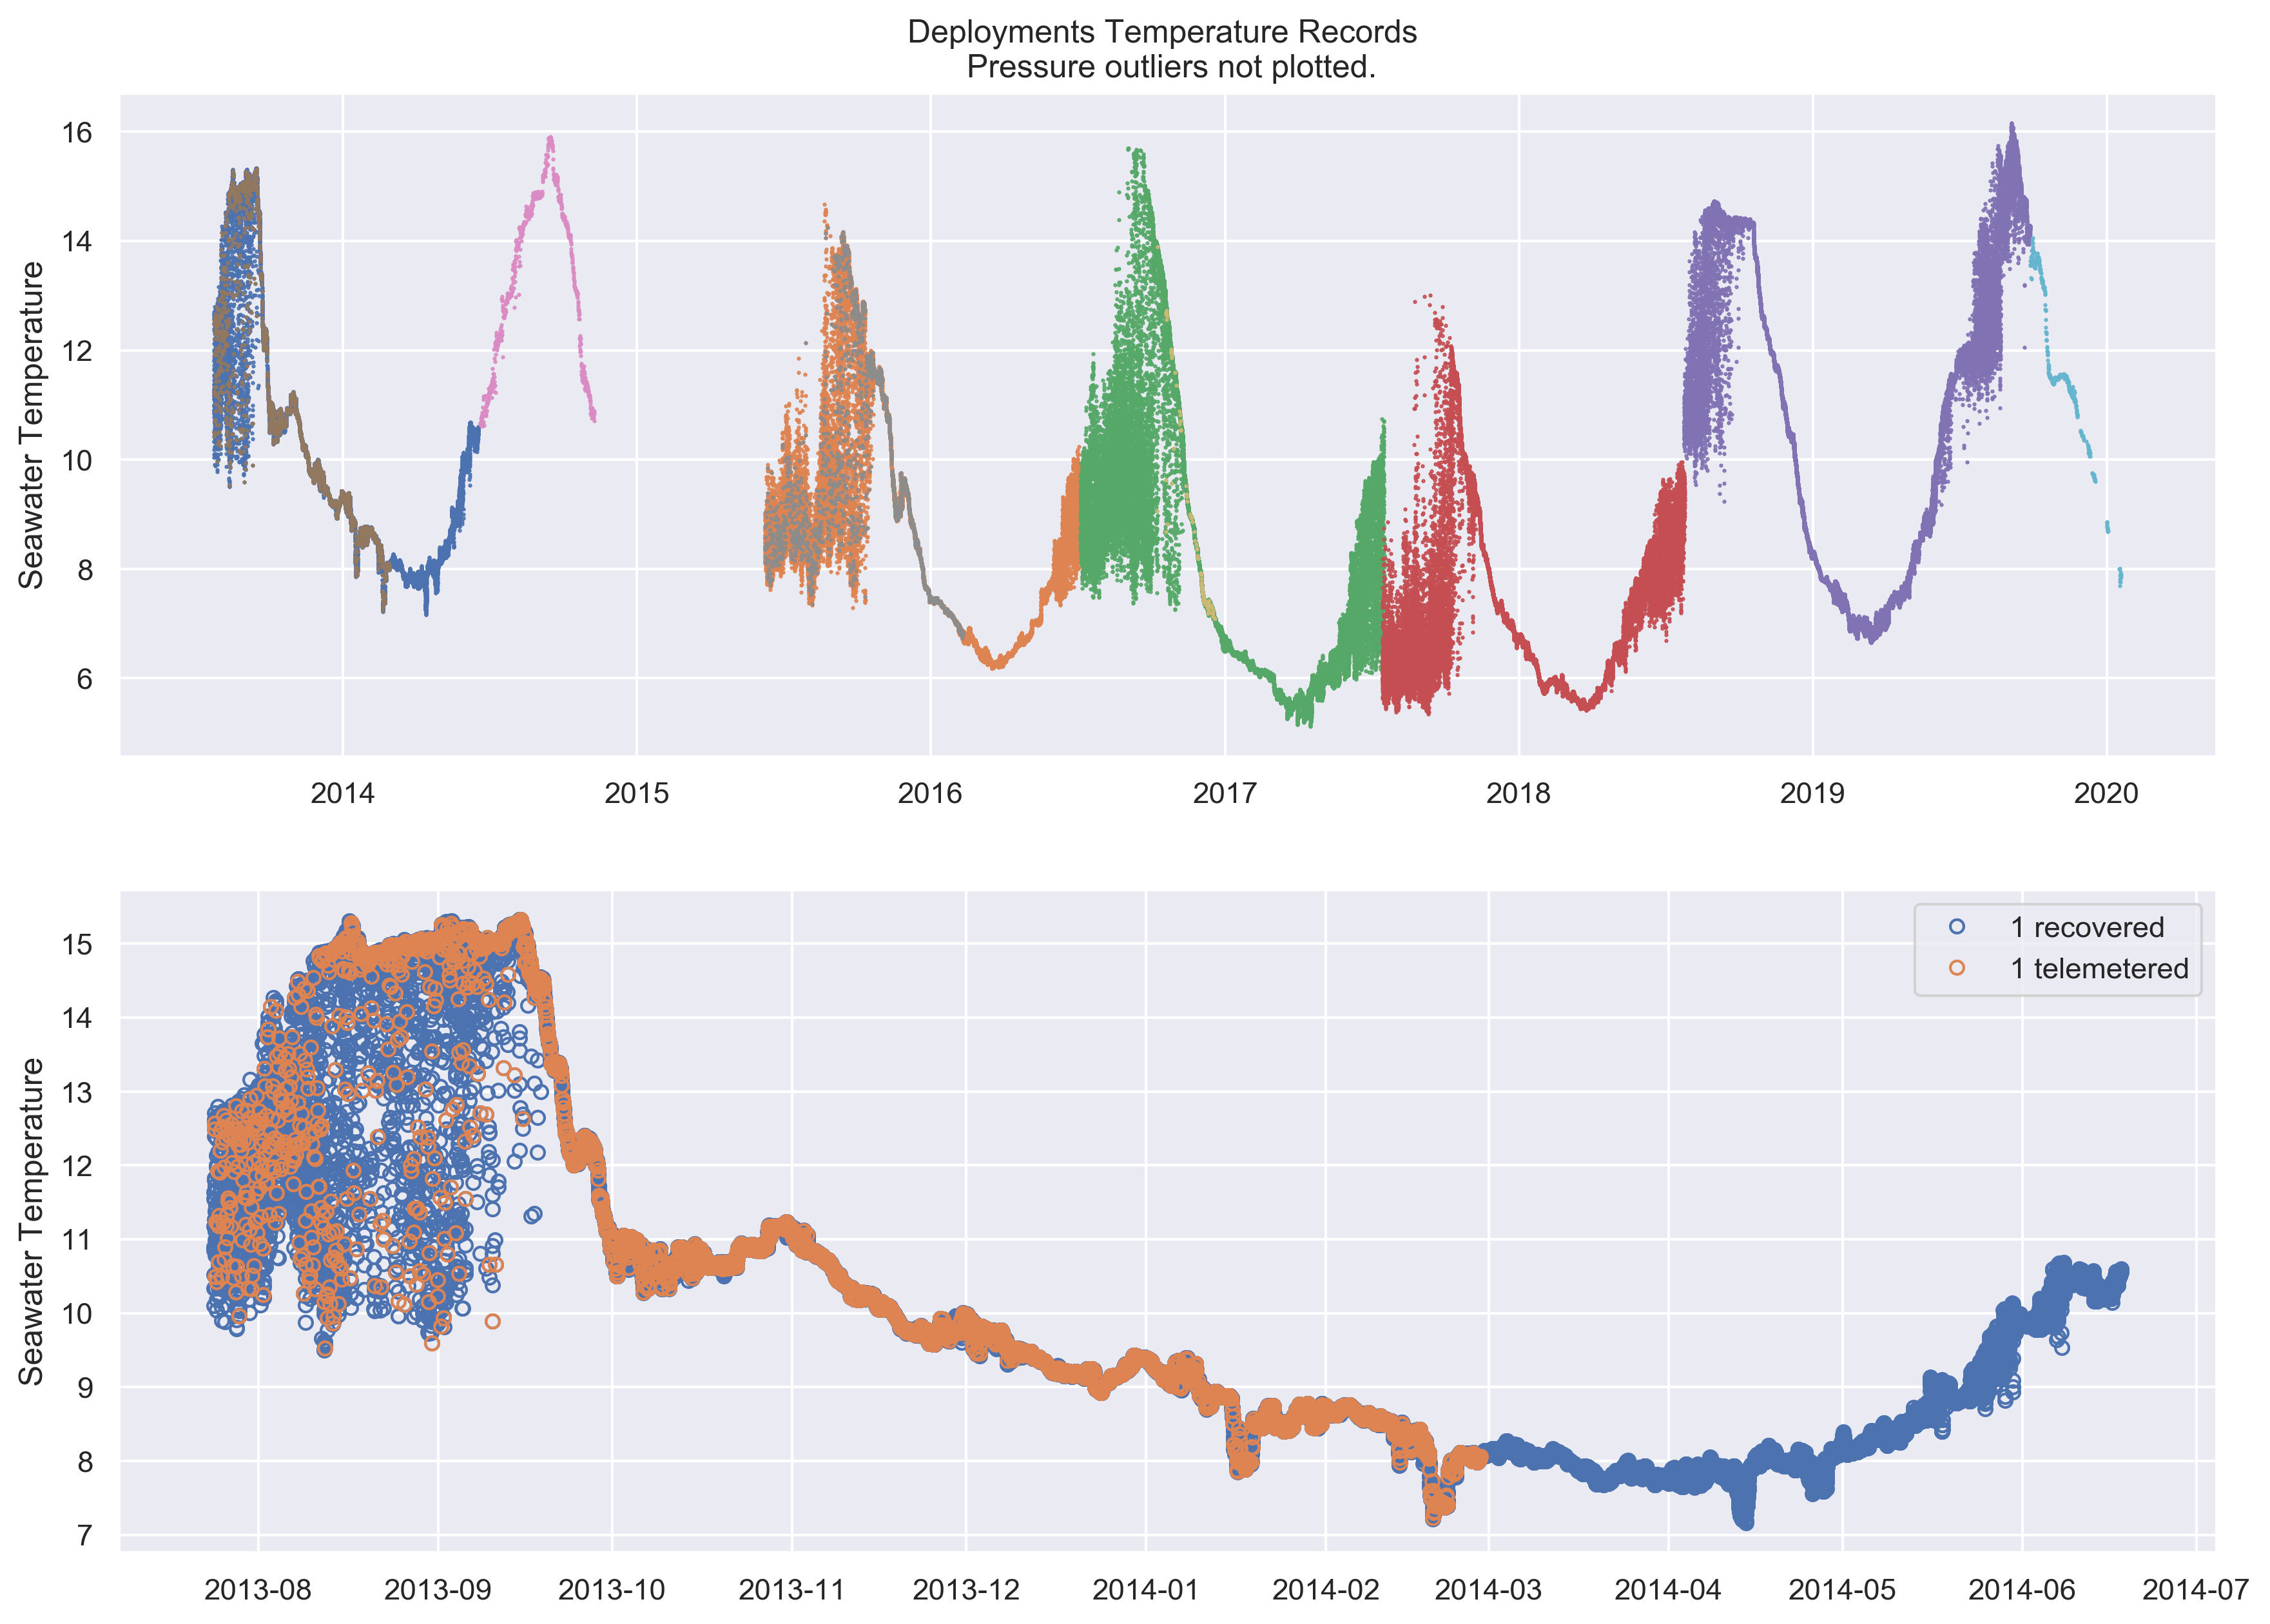 Deployments Temperature Records
Pressure outliers not plotted.
Seawater Temperature
16
14
12
10
8
6
2014 2015 2016 2017 2018 2019 2020
Seawater Temperature
15
14
13
12
11
10
9
8
7
1 recovered
1 telemetered
2013-08 2013-09 2013-10 2013-11 2013-12 2014-01 2014-02 2014-03 2014-04 2014-05 2014-06 2014-07